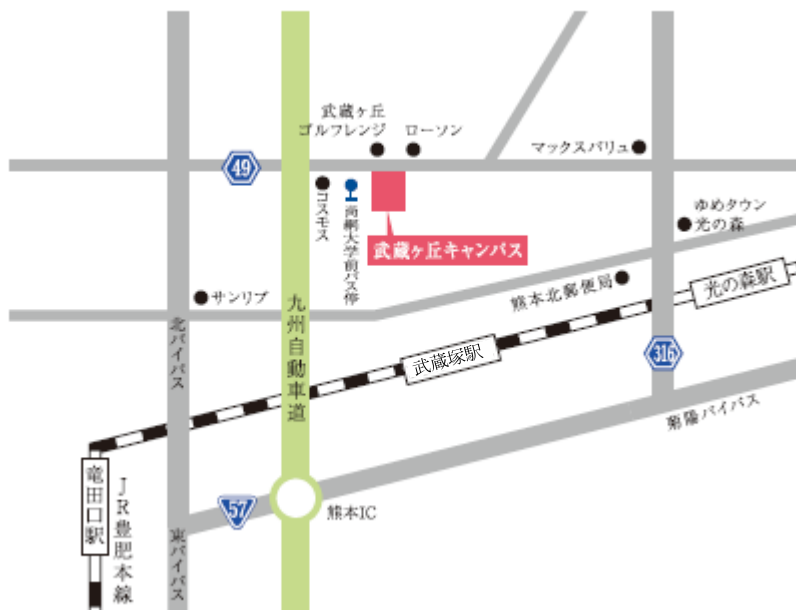 武蔵ヶ丘
ゴルフレンジ
ローソン
マックスバリュ
49
コスモス
尚絅大学前バス停
武蔵ヶ丘キャンパス
ゆめタウン
光の森
サンリブ
熊本北郵便局
光の森駅
北バイパス
九州自動車道
武蔵塚駅
316
菊陽バイパス
竜田口駅
JR豊肥本線
57
熊本IC
東バイパス